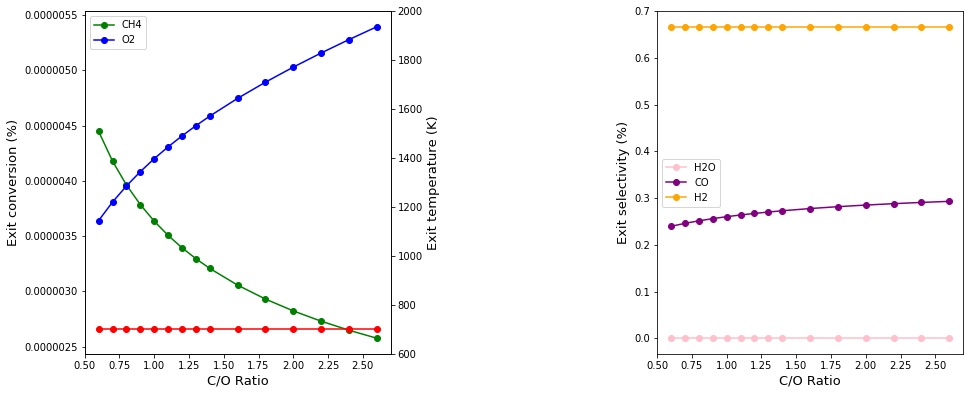 CH4
O2
Exit conversion (%)
0.0000055
0.0000050
0.0000045
0.0000040
0.0000035
0.0000030
0.0000025
0.50 0.75 1.00 1.25 1.50 1.75 2.00 2.25 2.50
C/O Ratio
2000
1800
1600
1400
1200
1000
800
600
Exit temperature (K)
Exit selectivity (%)
0.7
0.6
0.5
0.4
0.3
0.2
0.1
0.0
H2O
CO
H2
0.50 0.75 1.00 1.25 1.50 1.75 2.00 2.25 2.50
C/O Ratio